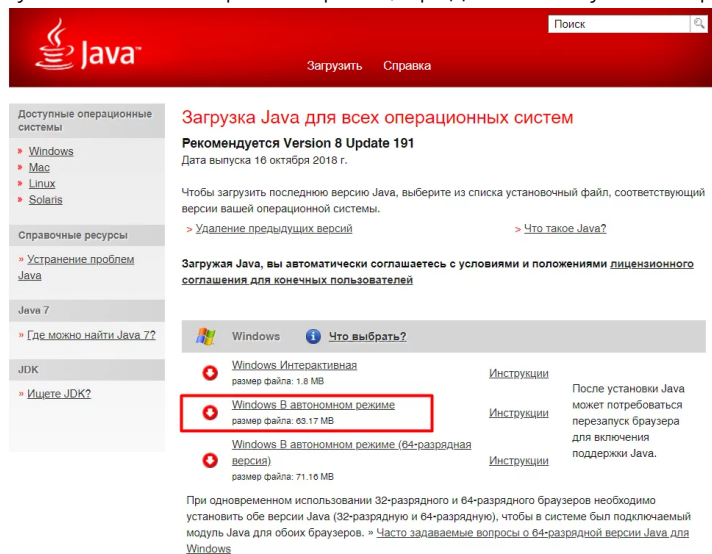 Поиск
Java™
Загрузить Справка
Доступные операционные
системы
» Windows
» Mac
» Linux
» Solaris
Справочные ресурсы
» Устранение проблем
Java
Java 7
» Где можно найти Java 7?
JDK
» Ищете JDK?
Загрузка Java для всех операционных систем
Рекомендуется Version 8 Update 191
Дата выпуска 16 октября 2018 г.
Чтобы загрузить последнюю версию Java, выберите из списка установочный файл, соответствующий
версии вашей операционной системы.
> Удаление предыдущих версий > Что такое Java?
Загружая Java, вы автоматически соглашаетесь с условиями и положениями лицензионного
соглашения для конечных пользователей
Windows i Что выбрать?
Windows Интерактивная
размер файла: 1.8 MB
Инструкции
Windows В автономном режиме
размер файла: 63.17 MB
Инструкции
Windows В автономном режиме (64-разрядная
версия)
размер файла: 71.16 MB
Инструкции
После установки Java
может потребоваться
перезапуск браузера
для включения
поддержки Java.
При одновременном использовании 32-разрядного и 64-разрядного браузеров необходимо
установить обе версии Java (32-разрядную и 64-разрядную), чтобы в системе был подключаемый
модуль Java для обоих браузеров. » Часто задаваемые вопросы о 64-разрядной версии Java для
Windows